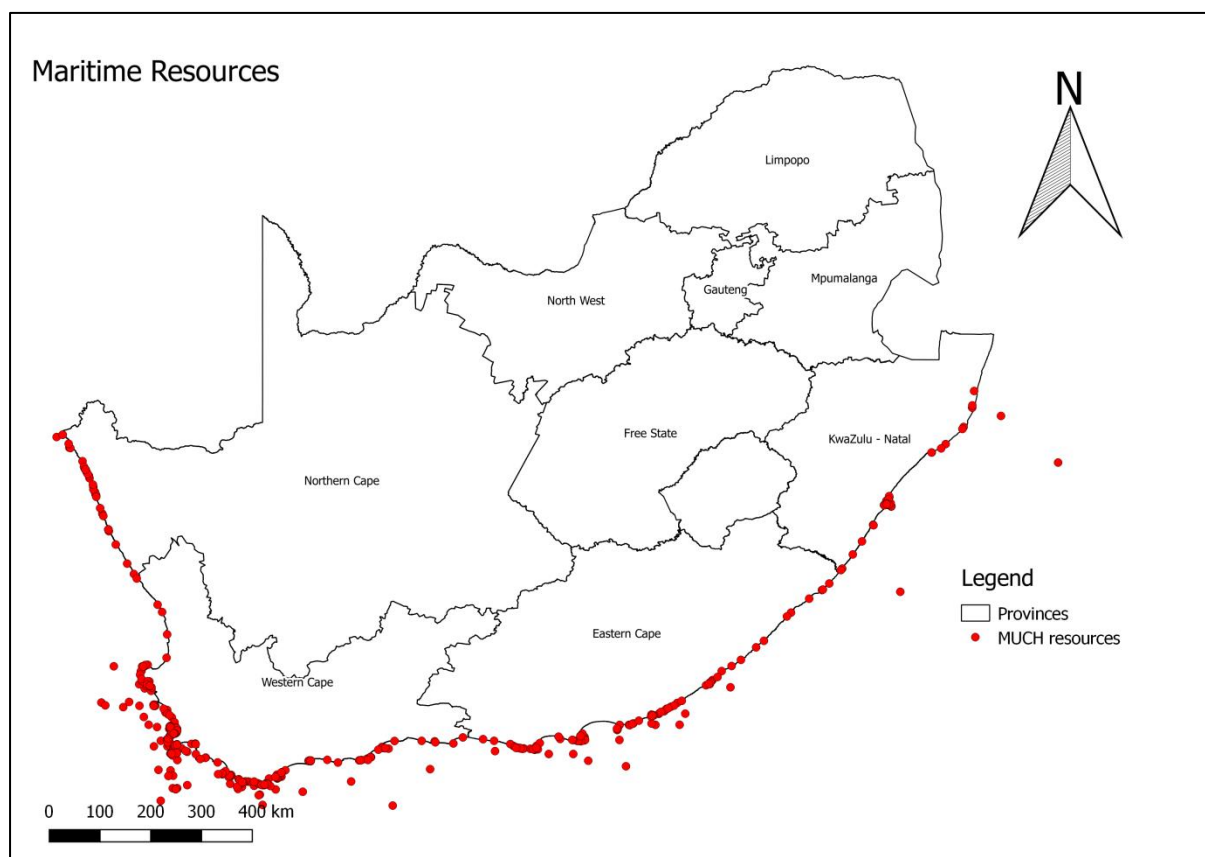 Maritime Resources
N
Limpopo
North West
Gauteng
Mpumalanga
Free State
KwaZulu - Natal
Northern Cape
Eastern Cape
Western Cape
Legend
Provinces
MUCH resources
0 100 200 300 400 km